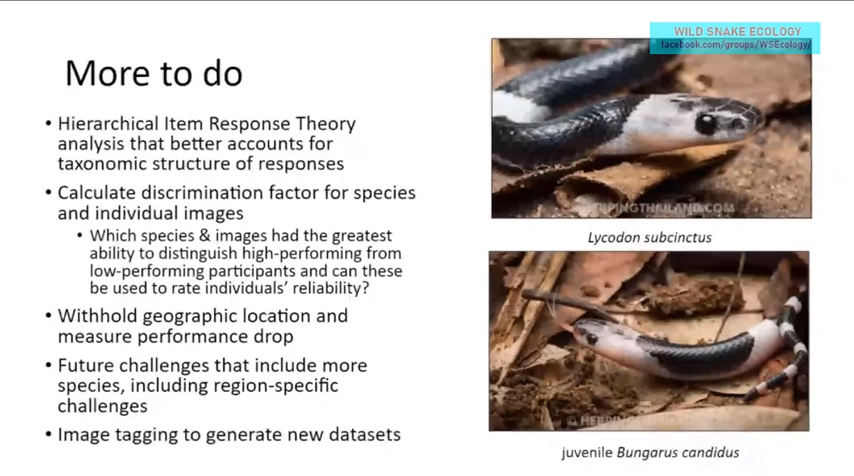 WILD SNAKE ECOLOGY
facebook.com/groups/WSEcology/
More to do
• Hierarchical Item Response Theory
analysis that better accounts for
taxonomic structure of responses
• Calculate discrimination factor for species
and individual images
• Which species & images had the greatest
ability to distinguish high-performing from
low-performing participants and can these
be used to rate individuals' reliability?
• Withhold geographic location and
measure performance drop
• Future challenges that include more
species, including region-specific
challenges
• Image tagging to generate new datasets
HERPINGTHAILAND.COM
Lycodon subcinctus
© HERPINGTHAILAND.COM
juvenile Bungarus candidus